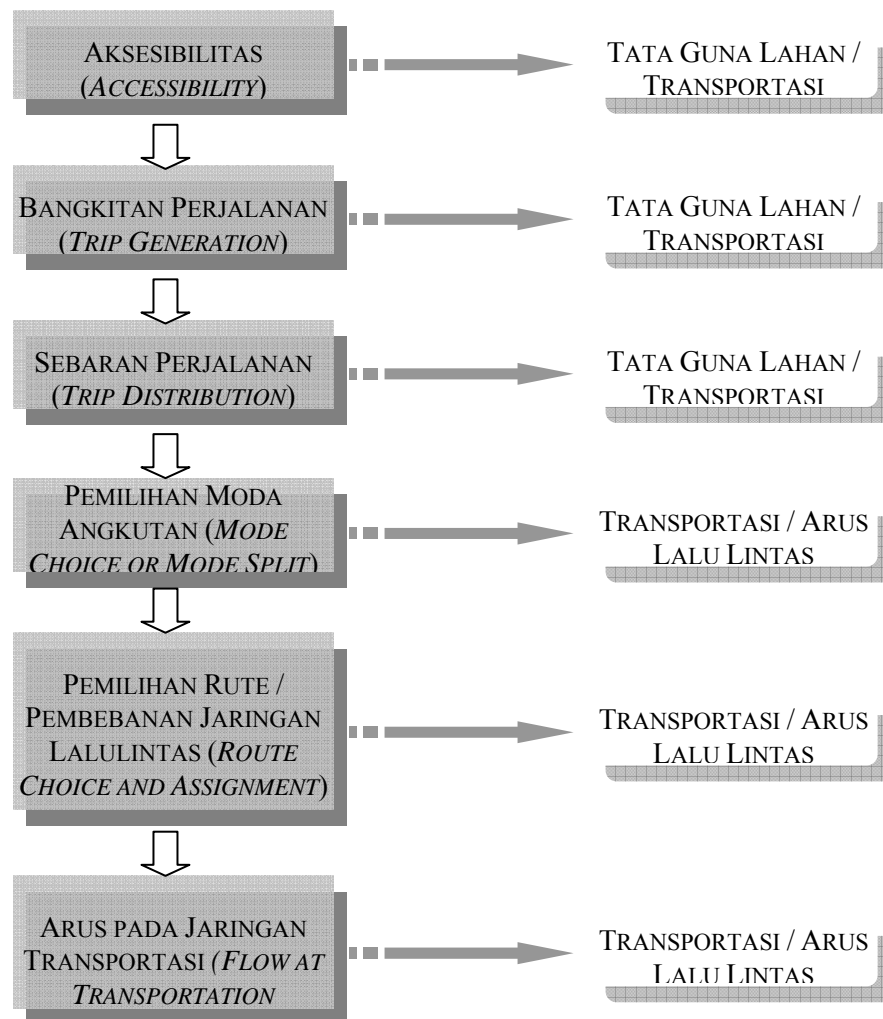 AKSESIBILITAS
(ACCESSIBILITY)
TATA GUNA LAHAN /
TRANSPORTASI
BANGKITAN PERJALANAN
(TRIP GENERATION)
TATA GUNA LAHAN /
TRANSPORTASI
SEBARAN PERJALANAN
(TRIP DISTRIBUTION)
TATA GUNA LAHAN /
TRANSPORTASI
PEMILIHAN MODA
ANGKUTAN (MODE
CHOICE OR MODE SPLIT)
TRANSPORTASI / ARUS
LALU LINTAS
PEMILIHAN RUTE /
PEMBEBANAN JARINGAN
LALULINTAS (ROUTE
CHOICE AND ASSIGNMENT)
TRANSPORTASI / ARUS
LALU LINTAS
ARUS PADA JARINGAN
TRANSPORTASI (FLOW AT
TRANSPORTATION
TRANSPORTASI / ARUS
LALU LINTAS